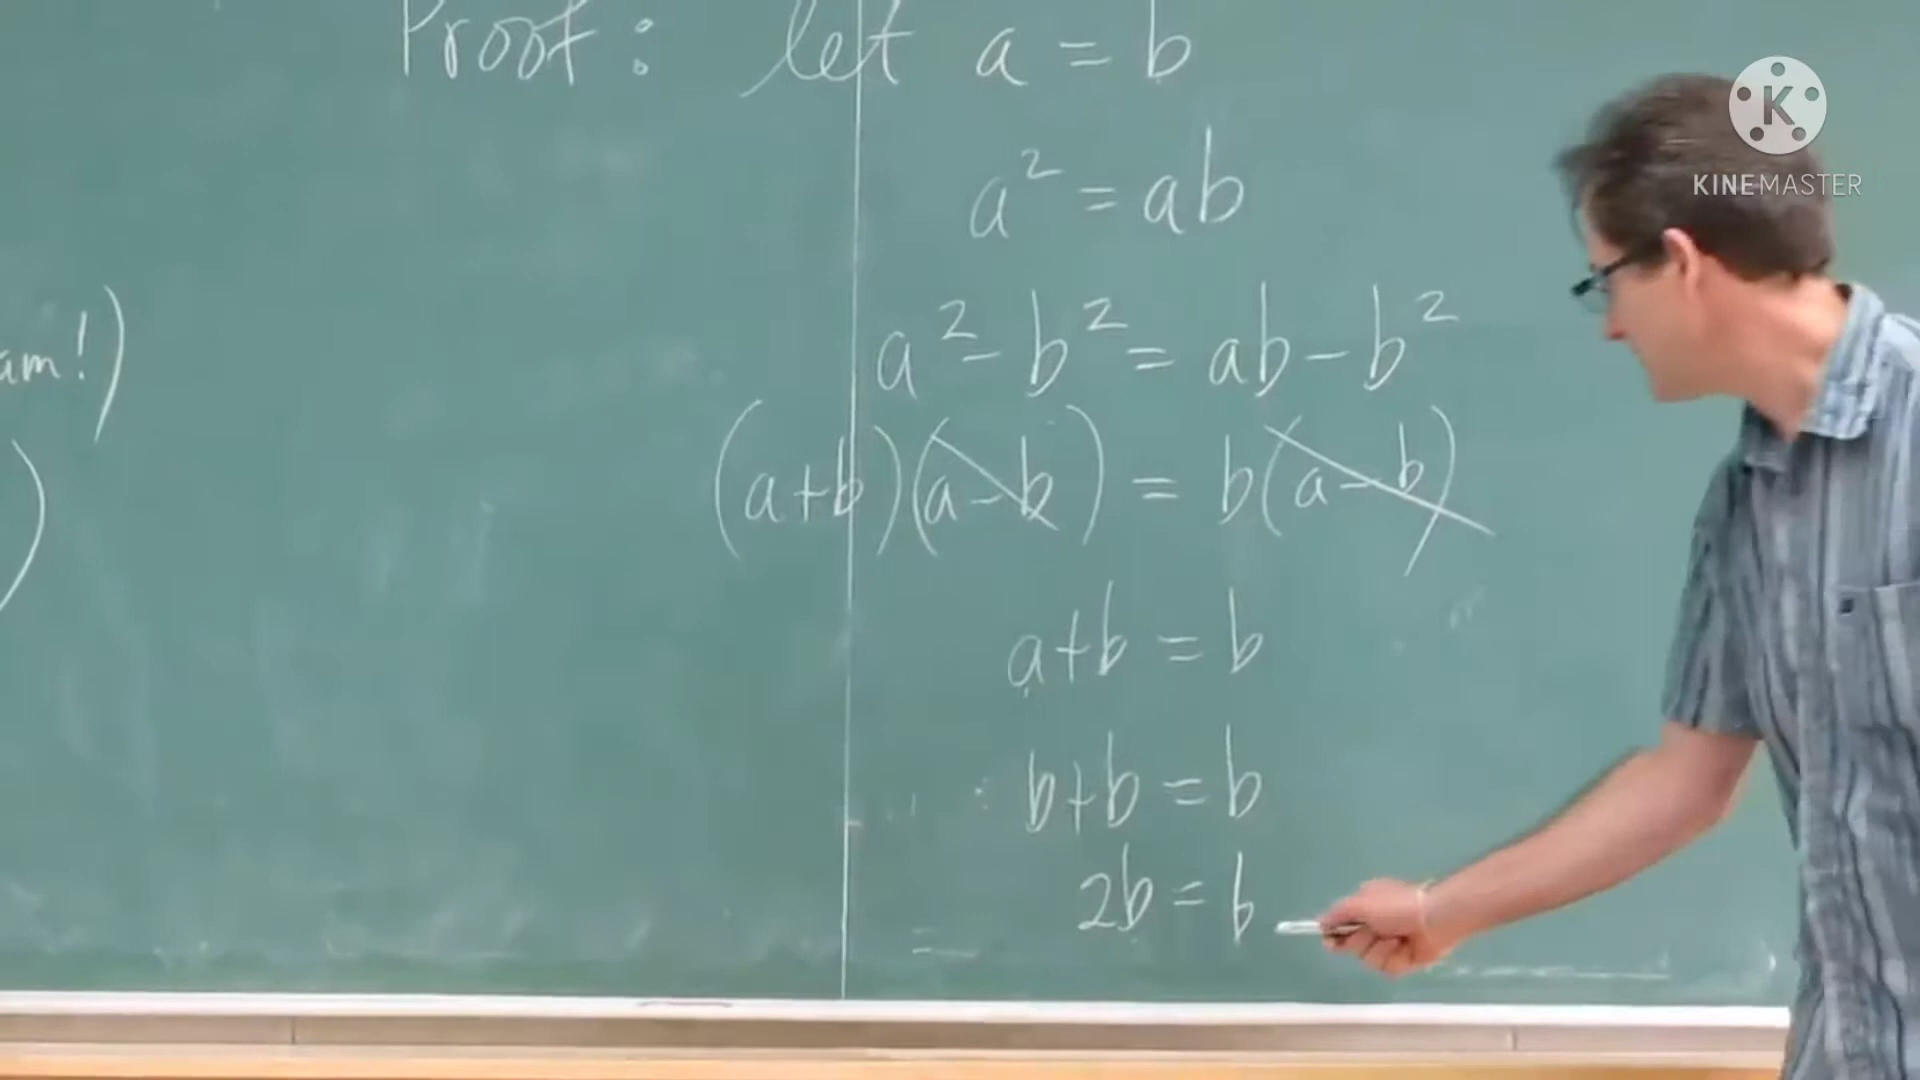 Proof: let a = b
a² = ab
a² - b² = ab - b²
(a+b)(a-b) = b(a-b)
a+b = b
b+b = b
2b = b
am!)
)
K
KINEMASTER